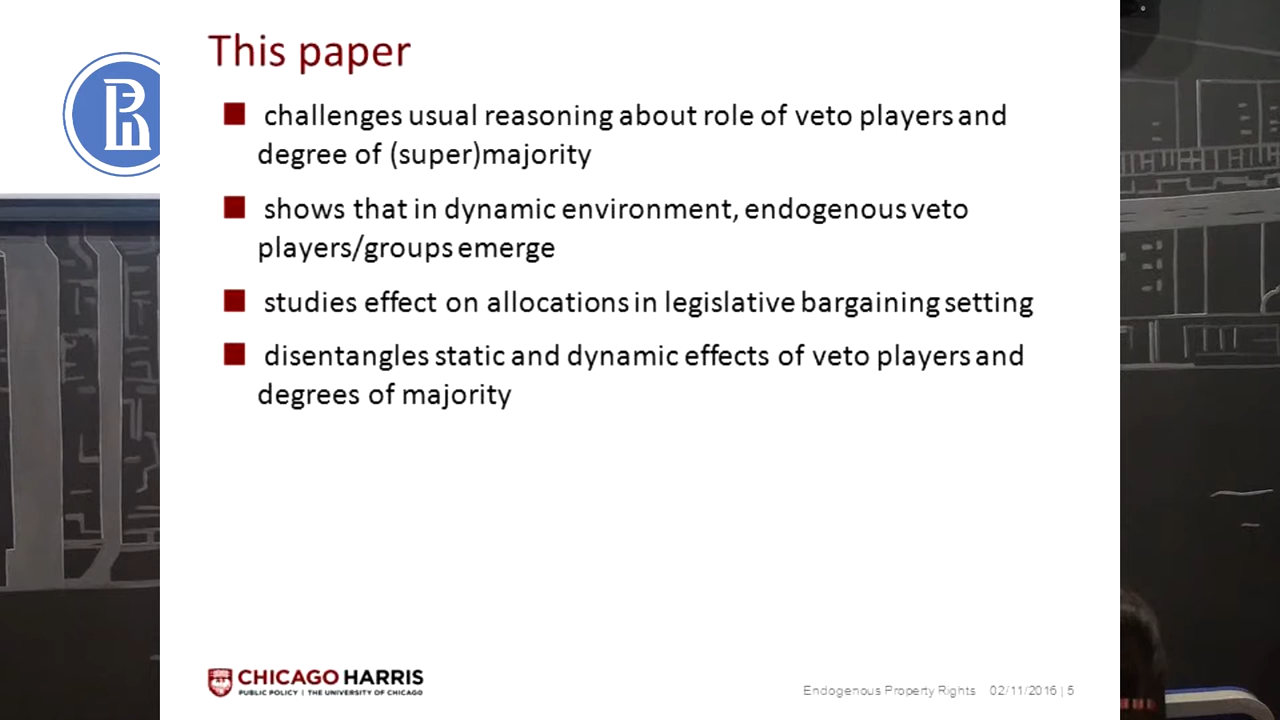 This paper
challenges usual reasoning about role of veto players and
degree of (super)majority
shows that in dynamic environment, endogenous veto
players/groups emerge
studies effect on allocations in legislative bargaining setting
disentangles static and dynamic effects of veto players and
degrees of majority
CHICAGO HARRIS
PUBLIC POLICY | THE UNIVERSITY OF CHICAGO
Endogenous Property Rights 02/11/2016 | 5